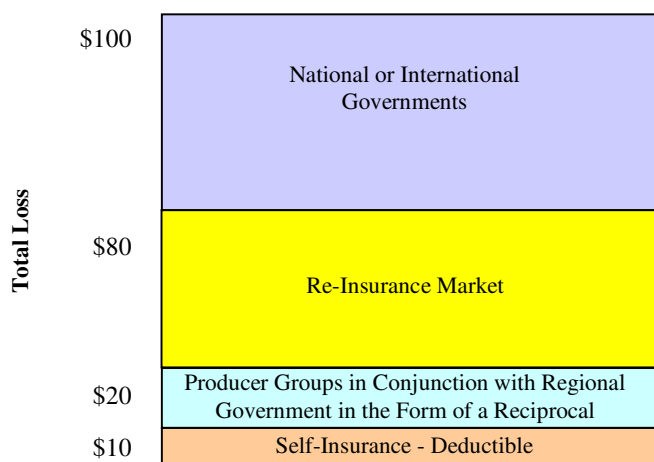 $100
National or International
Governments
Total Loss
$80
Re-Insurance Market
$20
Producer Groups in Conjunction with Regional
Government in the Form of a Reciprocal
$10
Self-Insurance - Deductible